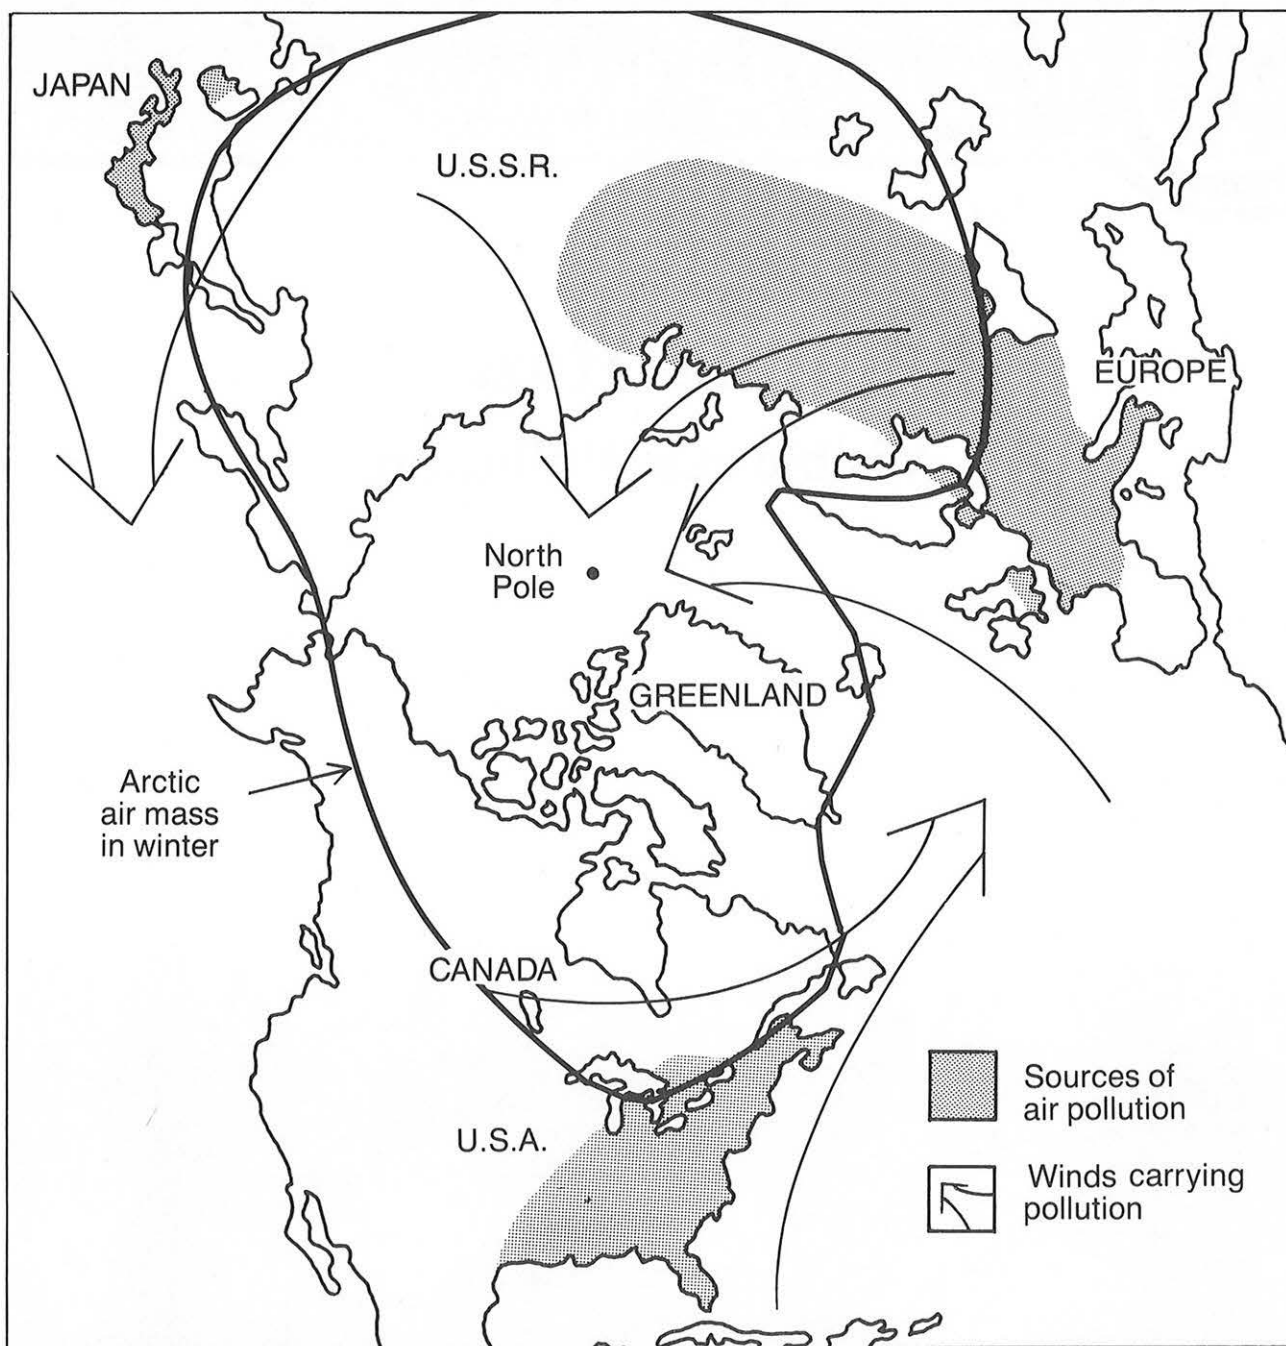 JAPAN
U.S.S.R.
EUROPE
North
Pole
GREENLAND
Arctic
air mass
in winter
CANADA
U.S.A.
Sources of
air pollution
Winds carrying
pollution